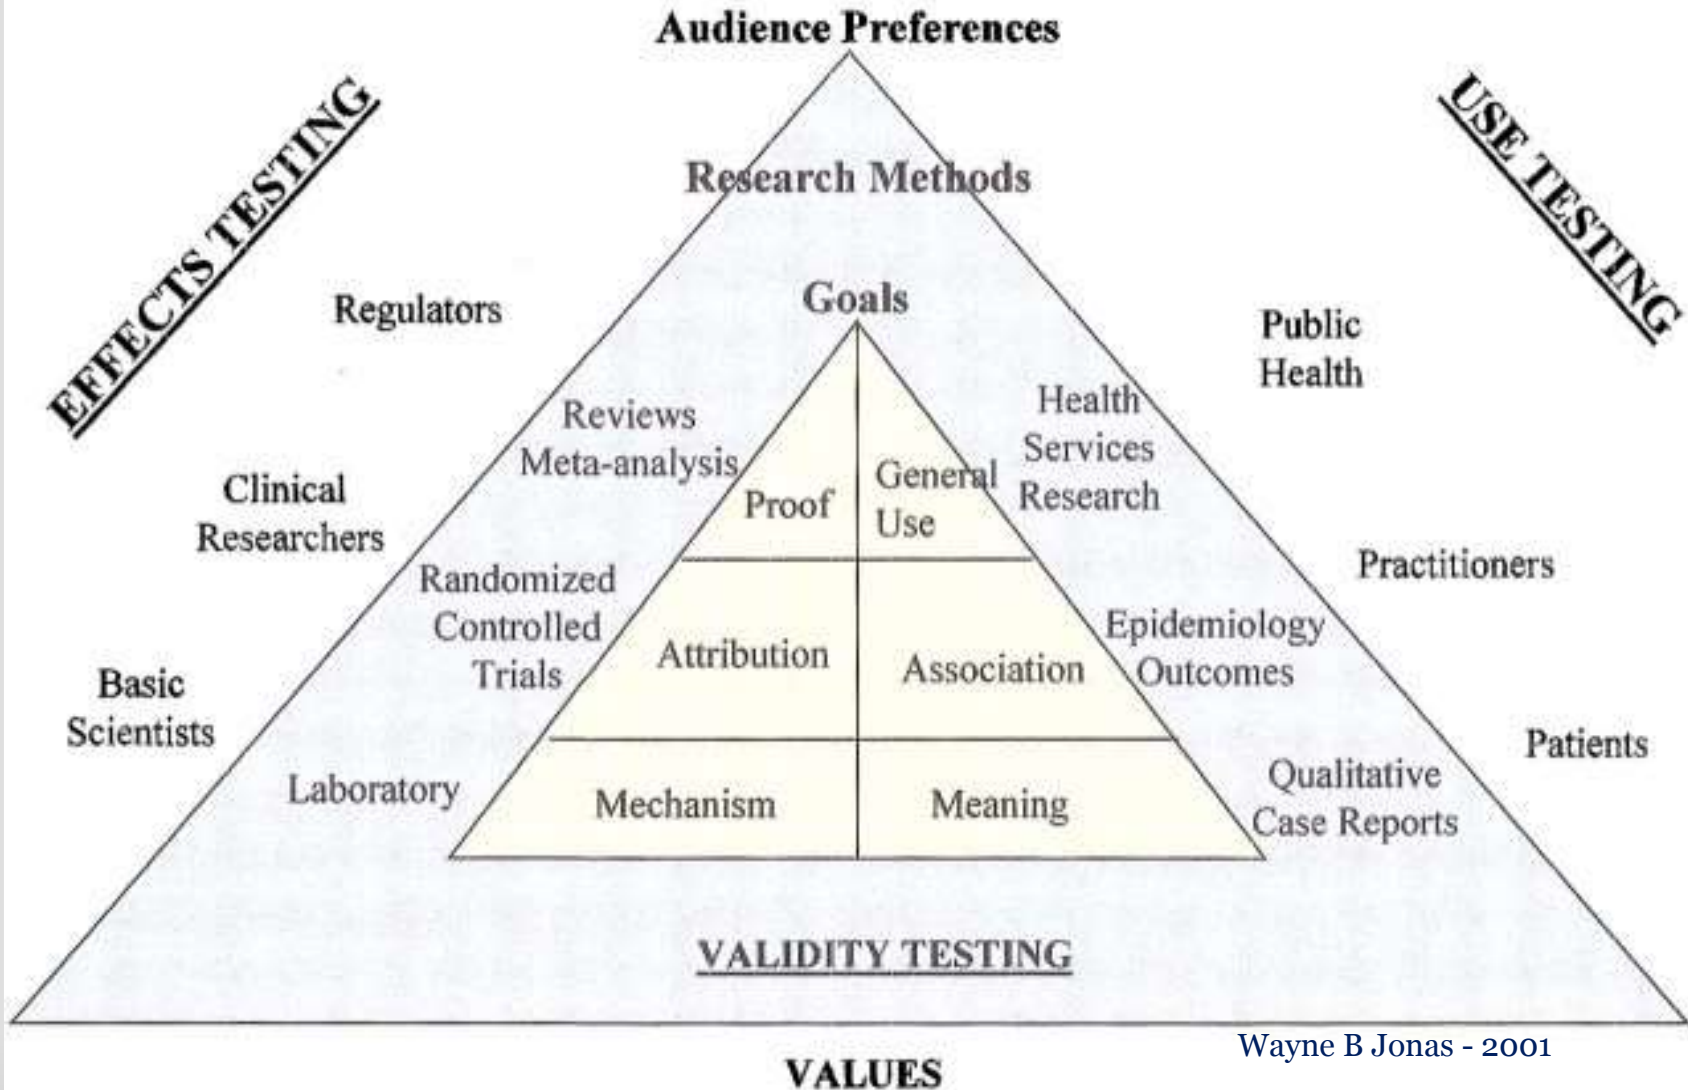 Audience Preferences
EFFECTS TESTING
USE TESTING
Research Methods
Goals
Regulators
Public
Health
Reviews
Meta-analysis
Health
Services
Research
Clinical
Researchers
Proof
General
Use
Randomized
Controlled
Trials
Practitioners
Attribution
Association
Epidemiology
Outcomes
Basic
Scientists
Patients
Laboratory
Mechanism
Meaning
Qualitative
Case Reports
VALIDITY TESTING
Wayne B Jonas - 2001
VALUES